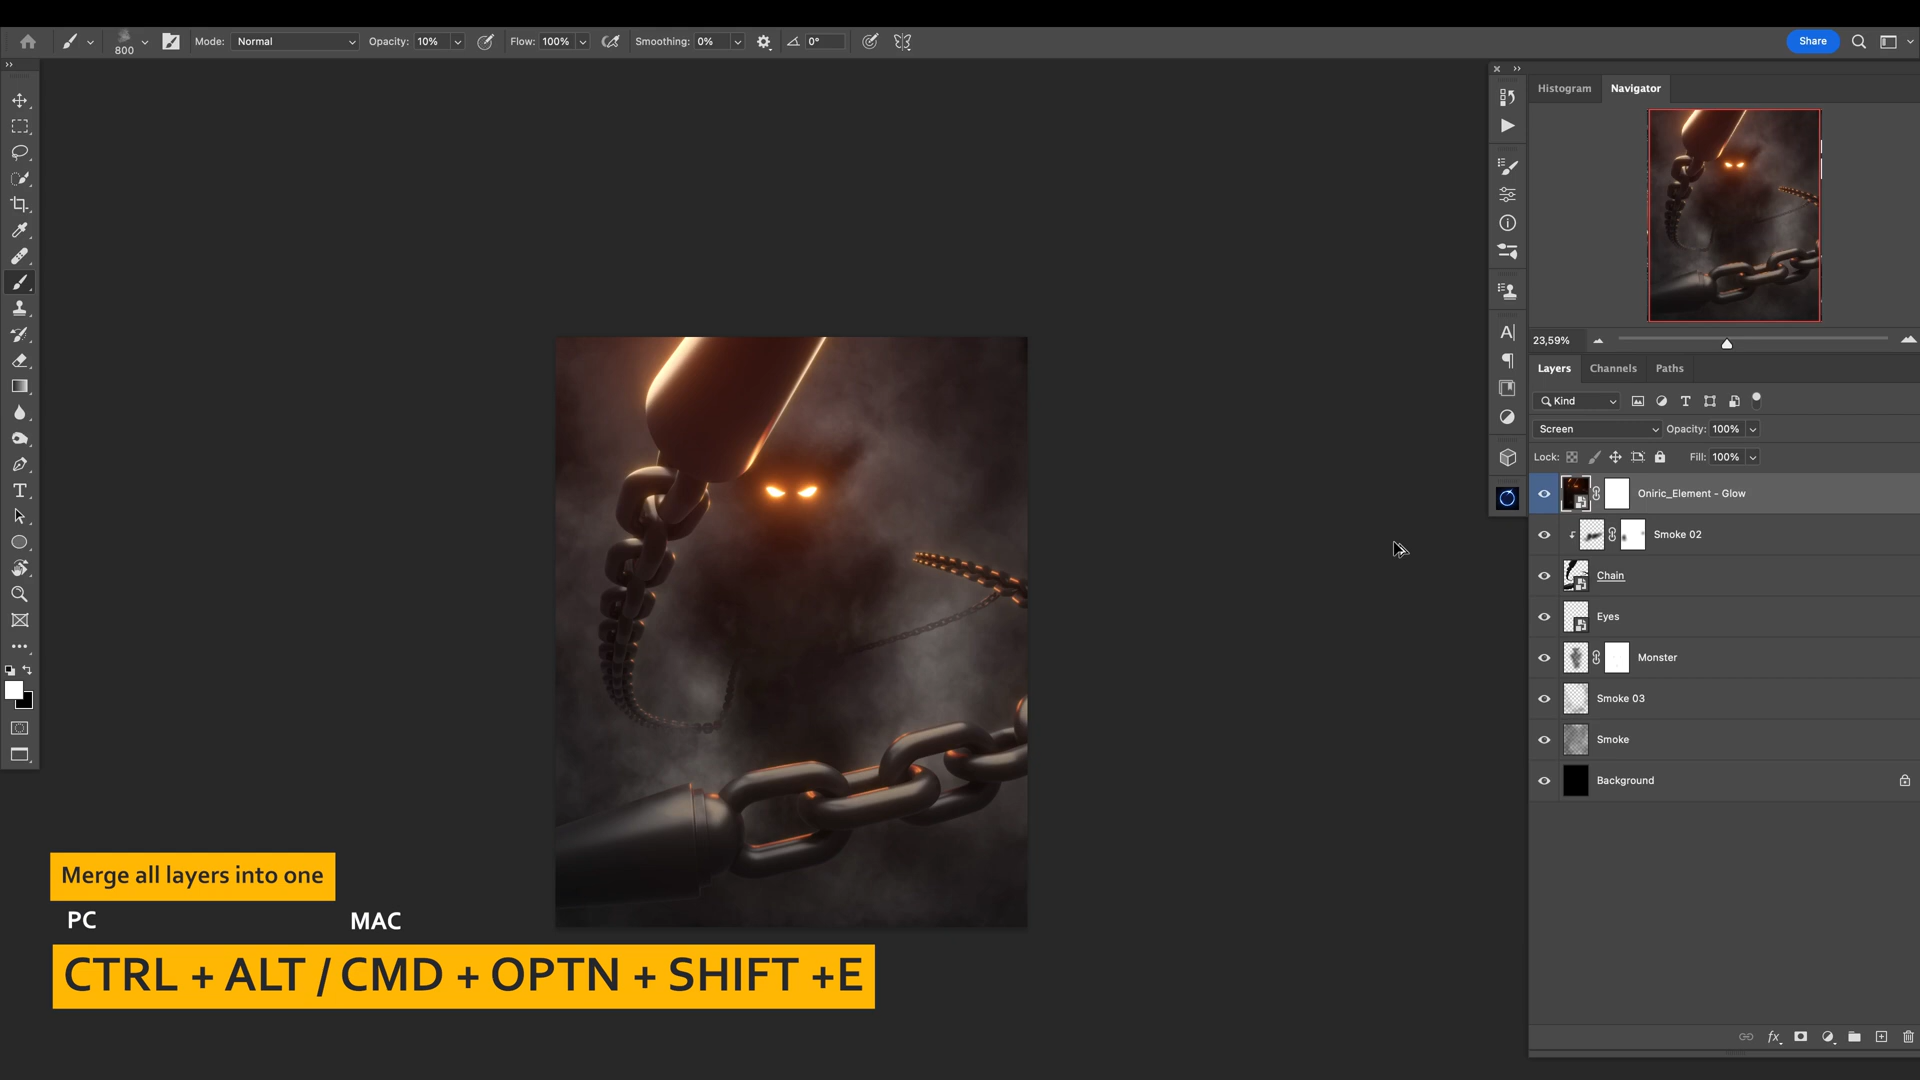 800
Mode: Normal
Opacity: 10%
Flow: 100%
Smoothing: 0%
0°
Share
Histogram
Navigator
23,59%
Layers
Channels
Paths
Kind
Screen
Opacity: 100%
Lock:
Fill: 100%
Oniric_Element - Glow
Smoke 02
Chain
Eyes
Monster
Smoke 03
Smoke
Background
fx
Merge all layers into one
PC
MAC
CTRL + ALT / CMD + OPTN + SHIFT +E